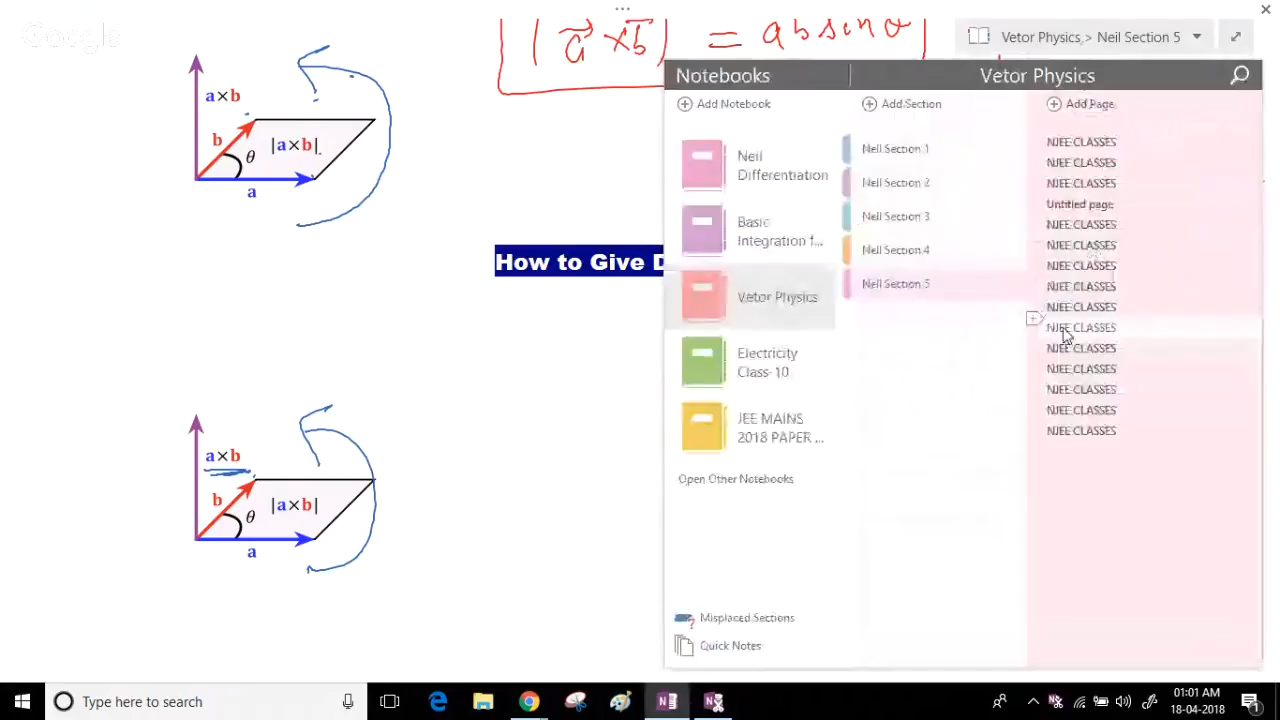 Google
|a⃗ × b⃗| = ab sin θ
Vetor Physics,> Neil Section 5
Notebooks
Vetor Physics
Add Notebook
Add Section
Add Page
Neil
Differentiation
Basic
Integration f...
Vetor Physics
Electricity
Class-10
JEE MAINS
2018 PAPER ...
Open Other Notebooks
Misplaced Sections
Quick Notes
Neil Section 1
Neil Section 2
Neil Section 3
Neil Section 4
Neil Section 5
NJEE CLASSES
NJEE CLASSES
NJEE CLASSES
Untitled page
NJEE CLASSES
NJEE CLASSES
NJEE CLASSES
NJEE CLASSES
NJEE CLASSES
NJEE CLASSES
NJEE CLASSES
NJEE CLASSES
NJEE CLASSES
NJEE CLASSES
NJEE CLASSES
a×b
b
θ
|a×b|
a
How to Give D
a×b
b
θ
|a×b|
a
Type here to search
01:01 AM
18-04-2018
1